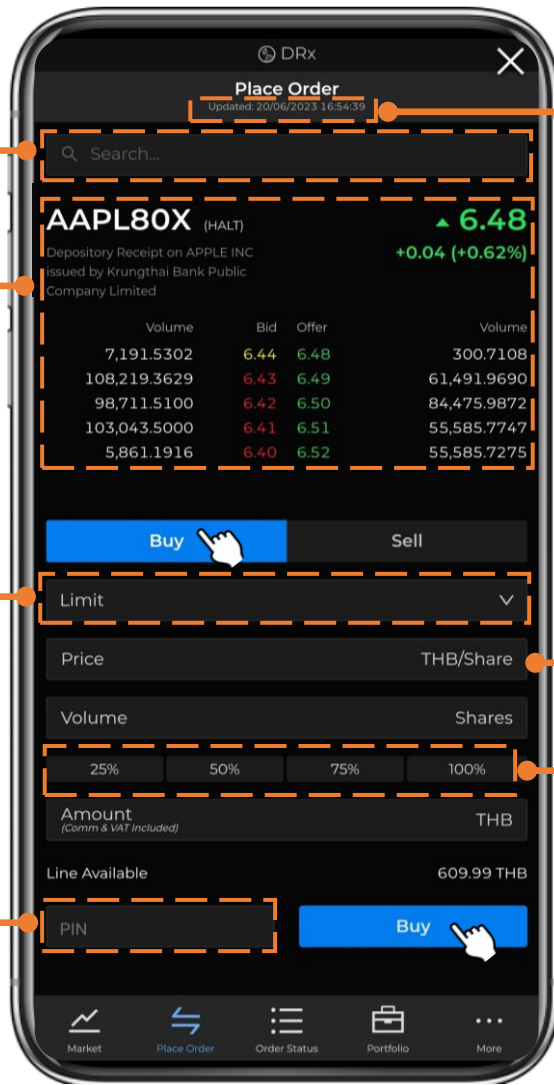 DRx
Place Order
Updated: 20/06/2023 16:54:39
Search...
AAPL80X (HALT) 6.48
Depository Receipt on APPLE INC +0.04 (+0.62%)
issued by Krungthai Bank Public
Company Limited
Volume Bid Offer Volume
7,191.5302 6.44 6.48 300.7108
108,219.3629 6.43 6.49 61,491.9690
98,711.5100 6.42 6.50 84,475.9872
103,043.5000 6.41 6.51 55,585.7747
5,861.1916 6.40 6.52 55,585.7275
Buy Sell
Limit
Price THB/Share
Volume Shares
25% 50% 75% 100%
Amount THB
(Comm & VAT Included)
Line Available 609.99 THB
PIN Buy
Market Place Order Order Status Portfolio More